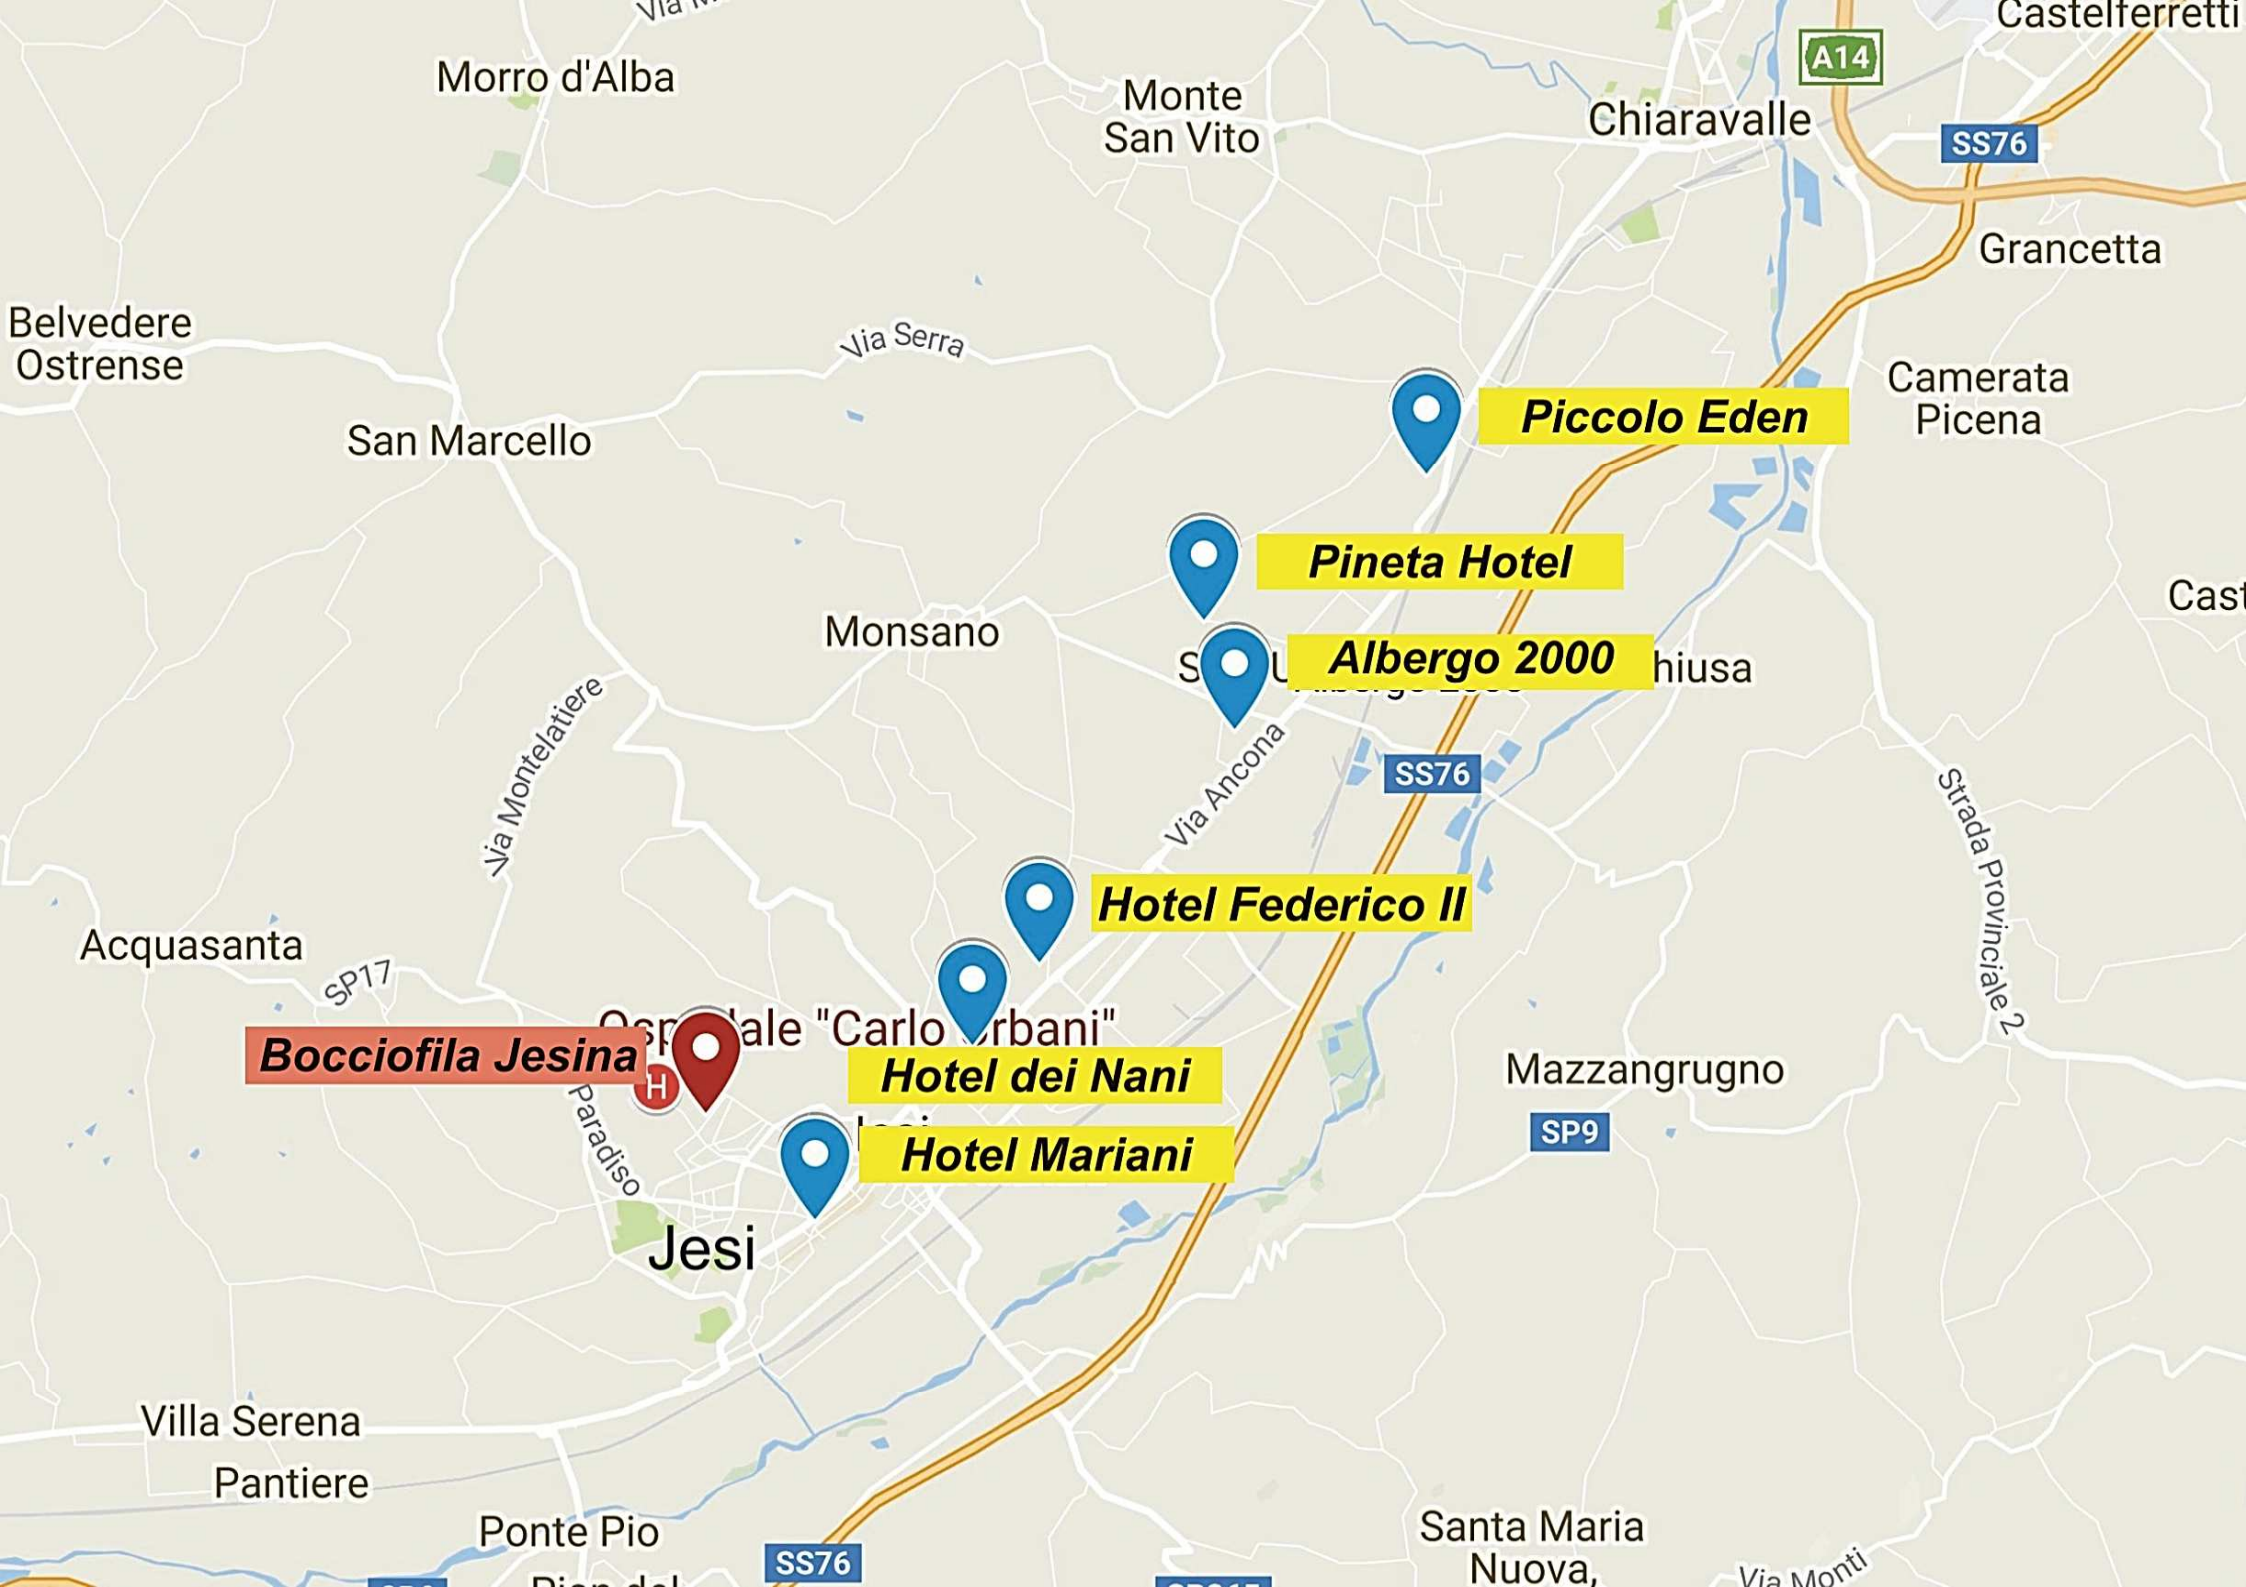 Castelferretti
A14
Morro d'Alba
Monte
San Vito
Chiaravalle
SS76
Grancetta
Belvedere
Ostrense
Via Serra
Camerata
Picena
Piccolo Eden
San Marcello
Pineta Hotel
Monsano
Albergo 2000
Via Montelatiere
Via Ancona
SS76
Strada Provinciale 2
Hotel Federico II
Acquasanta
SP17
"Carlo
Bocciofila Jesina
H
Hotel dei Nani
Mazzangrugno
SP9
Paradiso
Hotel Mariani
Jesi
Villa Serena
Pantiere
Ponte Pio
SS76
Santa Maria
Nuova,
Via Monti